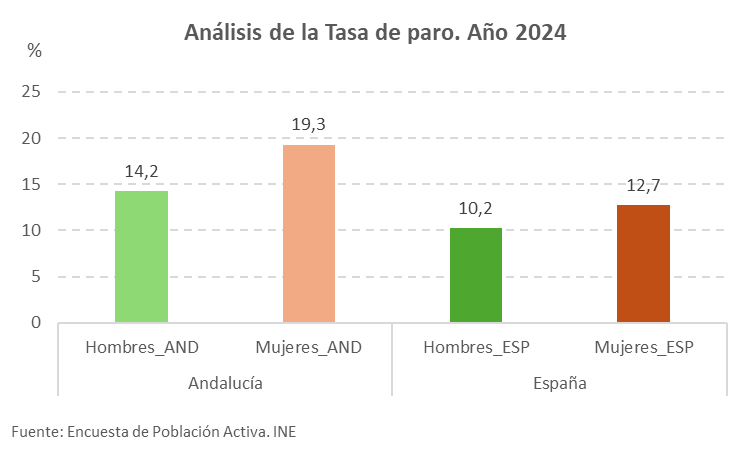 Análisis de la Tasa de paro. Año 2024
%
25
20
15
10
5
0
14,2
19,3
10,2
12,7
Hombres_AND
Mujeres_AND
Hombres_ESP
Mujeres_ESP
Andalucía
España
Fuente: Encuesta de Población Activa. INE